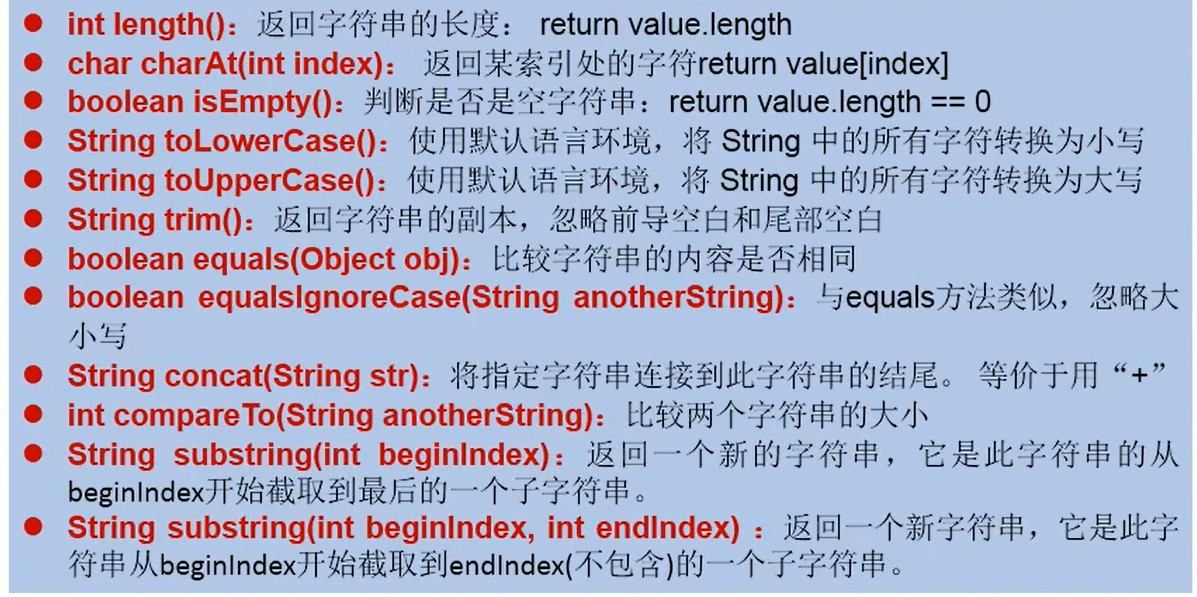 ● int length()：返回字符串的长度： return value.length
● char charAt(int index)： 返回某索引处的字符return value[index]
● boolean isEmpty()：判断是否是空字符串：return value.length == 0
● String toLowerCase()：使用默认语言环境，将 String 中的所有字符转换为小写
● String toUpperCase()：使用默认语言环境，将 String 中的所有字符转换为大写
● String trim()：返回字符串的副本，忽略前导空白和尾部空白
● boolean equals(Object obj)：比较字符串的内容是否相同
● boolean equalsIgnoreCase(String anotherString)：与equals方法类似，忽略大
小写
● String concat(String str)：将指定字符串连接到此字符串的结尾。 等价于用“+”
● int compareTo(String anotherString)：比较两个字符串的大小
● String substring(int beginIndex)：返回一个新的字符串，它是此字符串的从
beginIndex开始截取到最后的一个子字符串。
● String substring(int beginIndex, int endIndex) ：返回一个新字符串，它是此字
符串从beginIndex开始截取到endIndex(不包含)的一个子字符串。